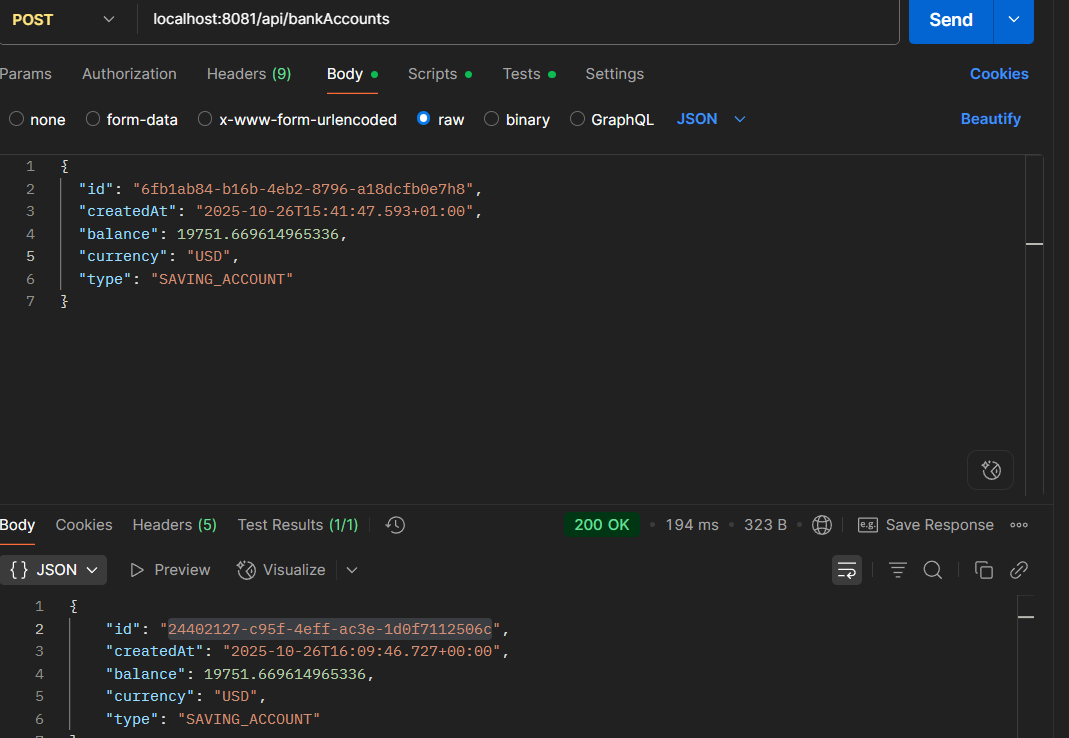 POST localhost:8081/api/bankAccounts Send
Params Authorization Headers (9) Body Scripts Tests Settings Cookies
none form-data x-www-form-urlencoded raw binary GraphQL JSON Beautify
1 {
2 "id": "6fb1ab84-b16b-4eb2-8796-a18dcfb0e7h8",
3 "createdAt": "2025-10-26T15:41:47.593+01:00",
4 "balance": 19751.669614965336,
5 "currency": "USD",
6 "type": "SAVING_ACCOUNT"
7 }
Body Cookies Headers (5) Test Results (1/1) 200 OK 194 ms 323 B e.g. Save Response
{} JSON Preview Visualize
1 {
2 "id": "24402127-c95f-4eff-ac3e-1d0f7112506c",
3 "createdAt": "2025-10-26T16:09:46.727+00:00",
4 "balance": 19751.669614965336,
5 "currency": "USD",
6 "type": "SAVING_ACCOUNT"